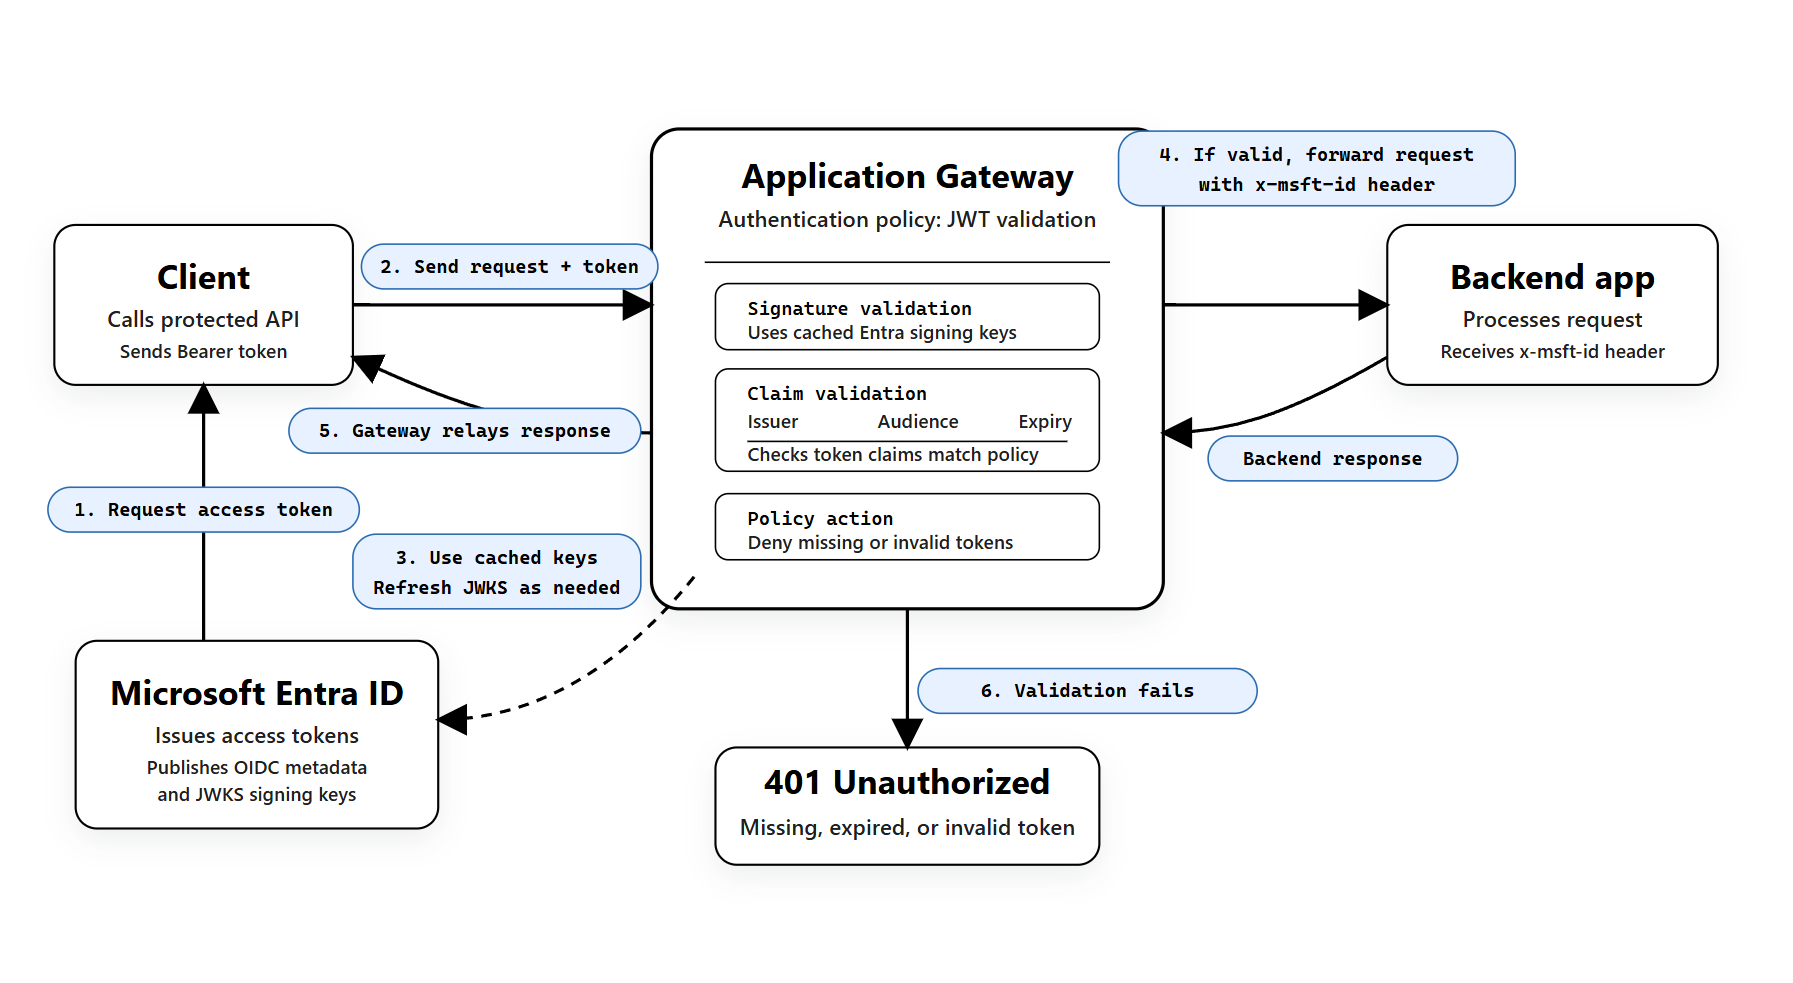 Client
Calls protected API
Sends Bearer token
2. Send request + token
Application Gateway
Authentication policy: JWT validation
Signature validation
Uses cached Entra signing keys
Claim validation
Issuer Audience Expiry
Checks token claims match policy
Policy action
Deny missing or invalid tokens
4. If valid, forward request
with x-msft-id header
Backend app
Processes request
Receives x-msft-id header
Backend response
5. Gateway relays response
1. Request access token
3. Use cached keys
Refresh JWKS as needed
Microsoft Entra ID
Issues access tokens
Publishes OIDC metadata
and JWKS signing keys
6. Validation fails
401 Unauthorized
Missing, expired, or invalid token